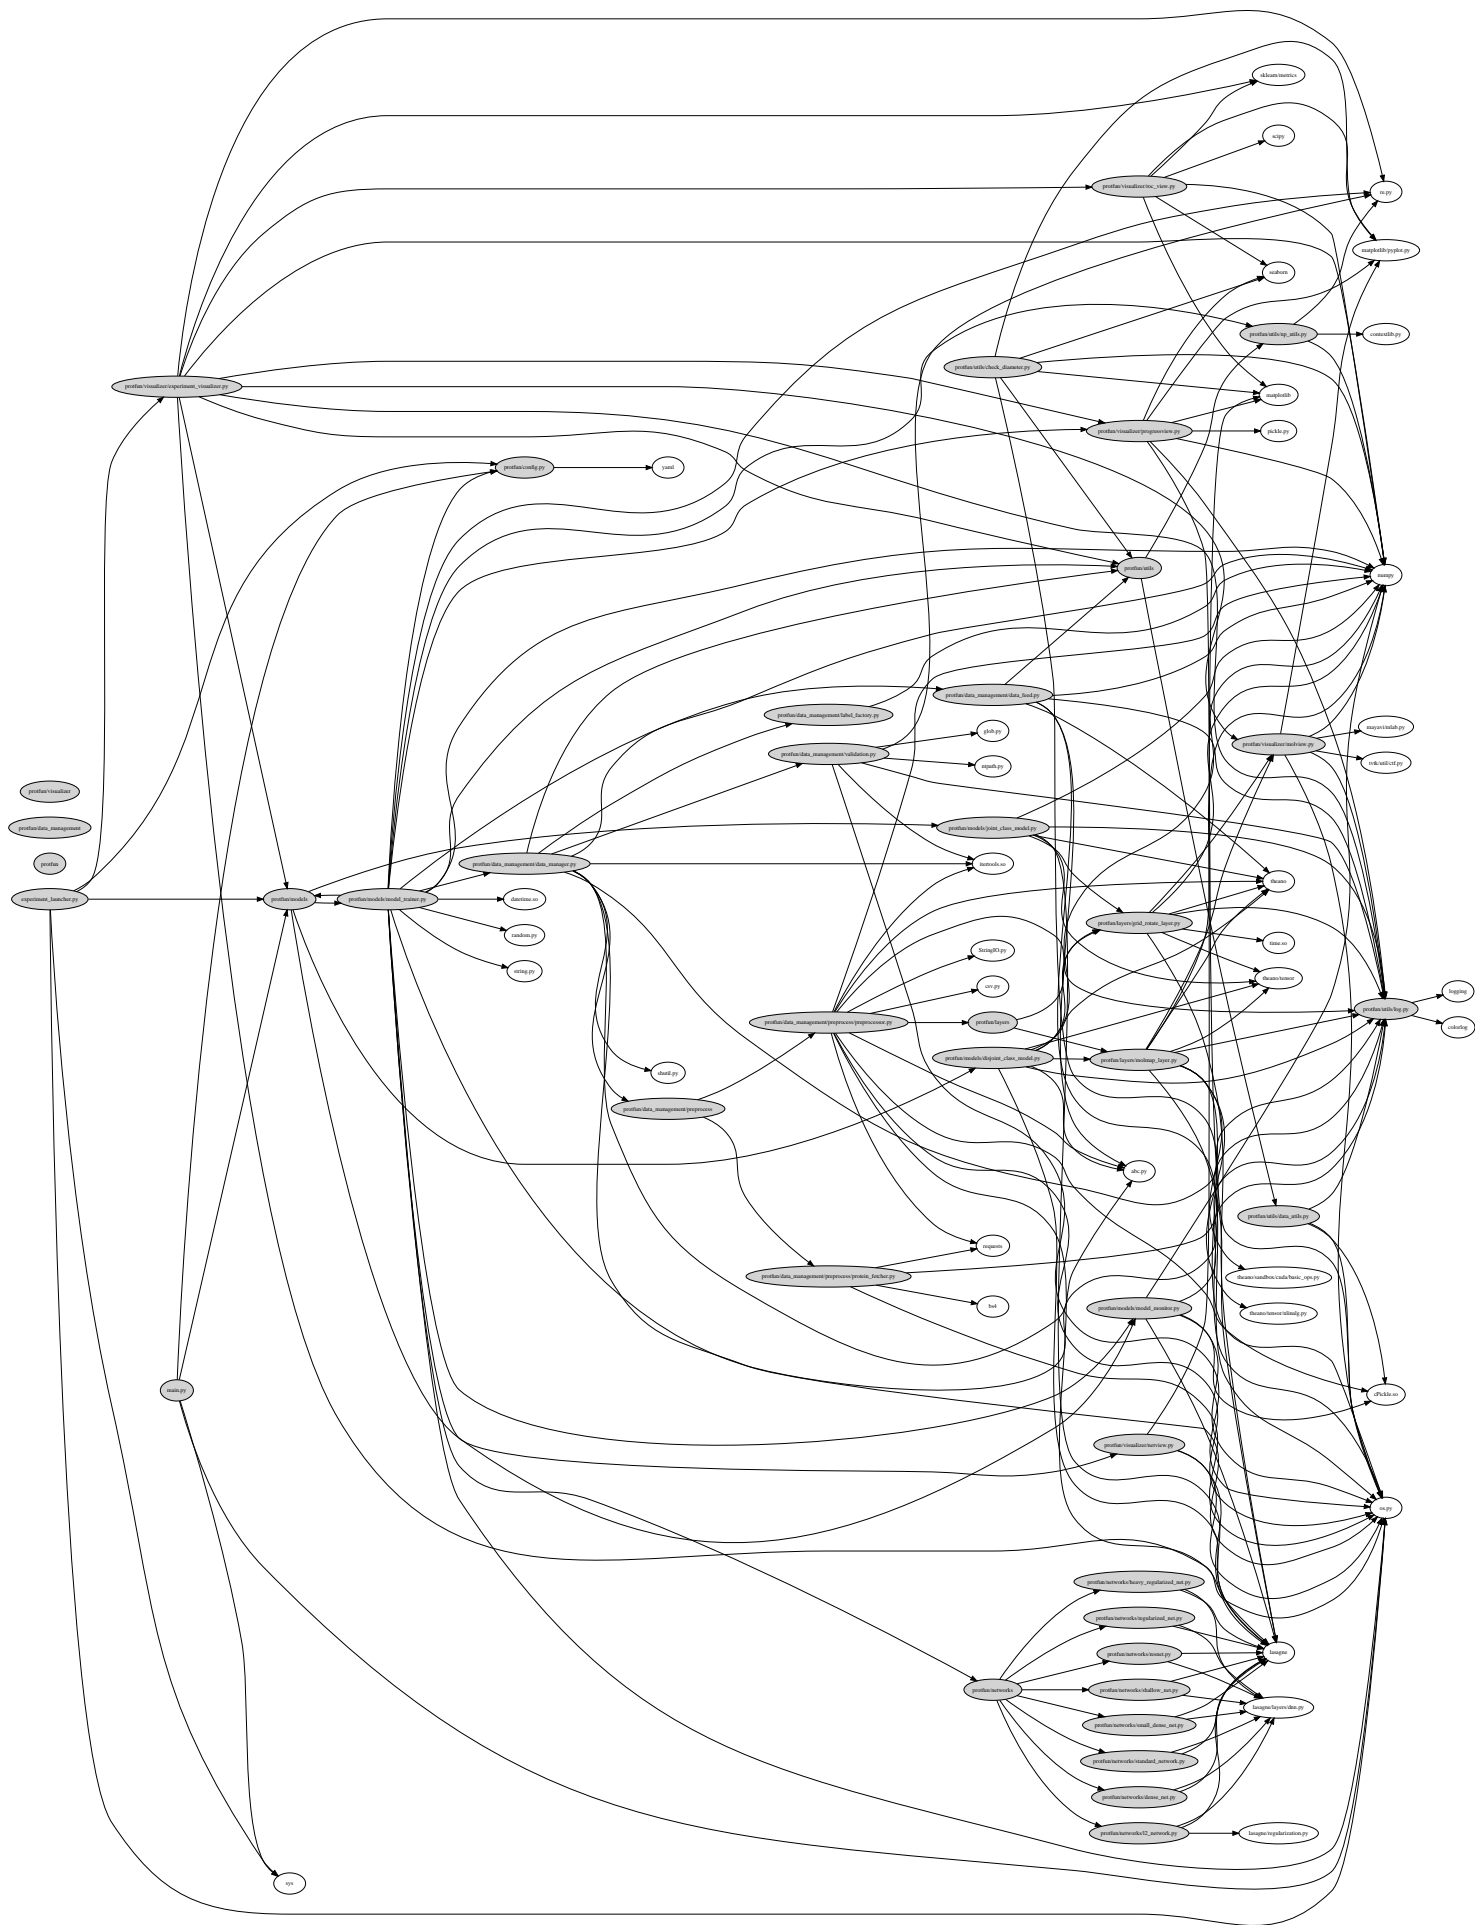 sklearn/metrics
scipy
protfun/visualizer/roc_view.py
re.py
matplotlib/pyplot.py
seaborn
protfun/utils/np_utils.py
contextlib.py
protfun/utils/check_diameter.py
protfun/visualizer/experiment_visualizer.py
matplotlib
protfun/visualizer/progressview.py
pickle.py
protfun/config.py
yaml
protfun/utils
numpy
protfun/data_management/data_feed.py
protfun/data_management/label_factory.py
mayavi/mlab.py
glob.py
protfun/visualizer/molview.py
protfun/data_management/validation.py
ntpath.py
protfun/visualizer
protfun/data_management
protfun/models/joint_class_model.py
protfun
protfun/data_management/data_manager.py
itertools.so
theano
experiment_launcher.py
protfun/models
protfun/models/model_trainer.py
datetime.so
protfun/layers/grid_rotate_layer.py
random.py
time.so
StringIO.py
string.py
theano/tensor
csv.py
logging
protfun/utils/log.py
protfun/data_management/preprocess/preprocessor.py
protfun/layers
colorlog
protfun/models/disjoint_class_model.py
protfun/layers/molmap_layer.py
shutil.py
protfun/data_management/preprocess
abc.py
protfun/utils/data_utils.py
requests
protfun/data_management/preprocess/protein_fetcher.py
theano/sandbox/cuda/basic_ops.py
bs4
protfun/models/model_monitor.py
theano/tensor/nlinalg.py
main.py
cPickle.so
protfun/visualizer/netview.py
os.py
protfun/networks/heavy_regularized_net.py
protfun/networks/regularized_net.py
lasagne
protfun/networks/resnet.py
protfun/networks
protfun/networks/shallow_net.py
lasagne/layers/dnn.py
protfun/networks/small_dense_net.py
protfun/networks/standard_network.py
protfun/networks/dense_net.py
protfun/networks/l2_network.py
lasagne/regularization.py
sys